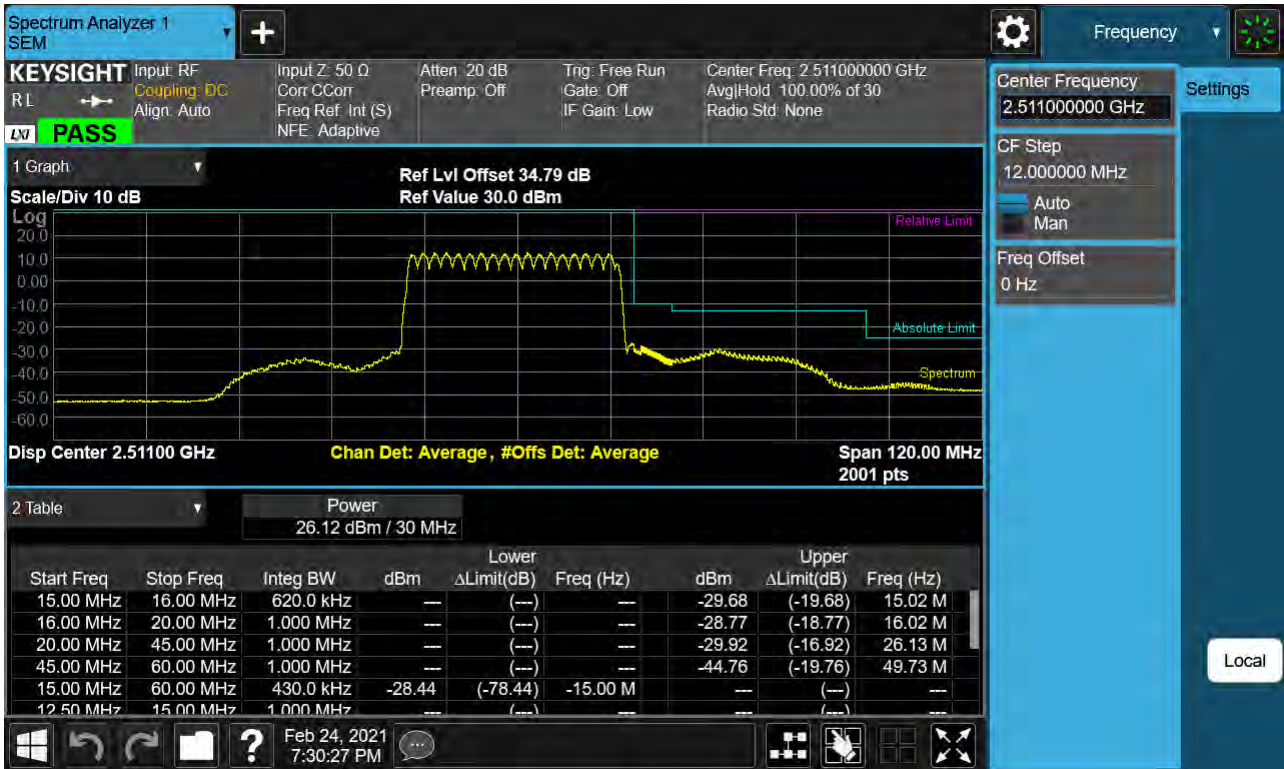 Spectrum Analyzer 1
SEM
Frequency
KEYSIGHT
Input: RF
Coupling: DC
Align: Auto
Input Z: 50 Ω
Corr CCorr
Freq Ref: Int (S)
NFE: Adaptive
Atten: 20 dB
Preamp: Off
Trig: Free Run
Gate: Off
IF Gain: Low
Center Freq: 2.511000000 GHz
Avg|Hold: 100.00% of 30
Radio Std: None
R L
LXI
PASS
Center Frequency
2.511000000 GHz
Settings
CF Step
12.000000 MHz
Auto
Man
Freq Offset
0 Hz
1 Graph
Ref Lvl Offset 34.79 dB
Scale/Div 10 dB
Ref Value 30.0 dBm
Log
Relative Limit
20.0
10.0
0.00
-10.0
-20.0
Absolute Limit
-30.0
-40.0
Spectrum
-50.0
-60.0
Disp Center 2.51100 GHz
Chan Det: Average, #Offs Det: Average
Span 120.00 MHz
2001 pts
2 Table
Power
26.12 dBm / 30 MHz
Lower Upper
Start Freq Stop Freq Integ BW dBm ΔLimit(dB) Freq (Hz) dBm ΔLimit(dB) Freq (Hz)
15.00 MHz 16.00 MHz 620.0 kHz --- (---) --- -29.68 (-19.68) 15.02 M
16.00 MHz 20.00 MHz 1.000 MHz --- (---) --- -28.77 (-18.77) 16.02 M
20.00 MHz 45.00 MHz 1.000 MHz --- (---) --- -29.92 (-16.92) 26.13 M
45.00 MHz 60.00 MHz 1.000 MHz --- (---) --- -44.76 (-19.76) 49.73 M
15.00 MHz 60.00 MHz 430.0 kHz -28.44 (-78.44) -15.00 M --- (---) ---
12.50 MHz 15.00 MHz 1.000 MHz --- (---) --- --- (---) ---
Local
Feb 24, 2021
7:30:27 PM